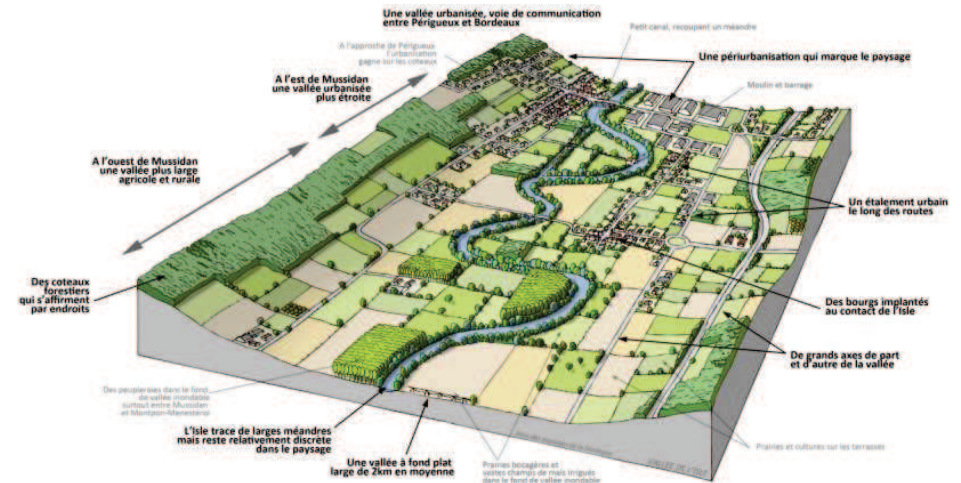 Une vallée urbanisée, voie de communication
entre Périgueux et Bordeaux
Petit canal, recoupant un méandre
A l'approche de Périgueux
l'urbanisation
gagne sur les coteaux
Une périurbanisation qui marque le paysage
A l'est de Mussidan
une vallée urbanisée
plus étroite
Moulin et barrage
A l'ouest de Mussidan
une vallée plus large
agricole et rurale
Un étalement urbain
le long des routes
Des coteaux
forestiers
qui s'affirment
par endroits
Des bourgs implantés
au contact de l'Isle
De grands axes de part
et d'autre de la vallée
Des peupleraies dans le fond
de vallée inondable
surtout entre Mussidan
et Montpon-Menesterol
L'Isle trace de larges méandres
mais reste relativement discrète
dans le paysage
Une vallée à fond plat
large de 2km en moyenne
Prairies bocagères et
vastes champs de maïs irrigués
dans le fond de vallée inondable
Prairies et cultures sur les terrasses
VALLEE DE L'ISLE